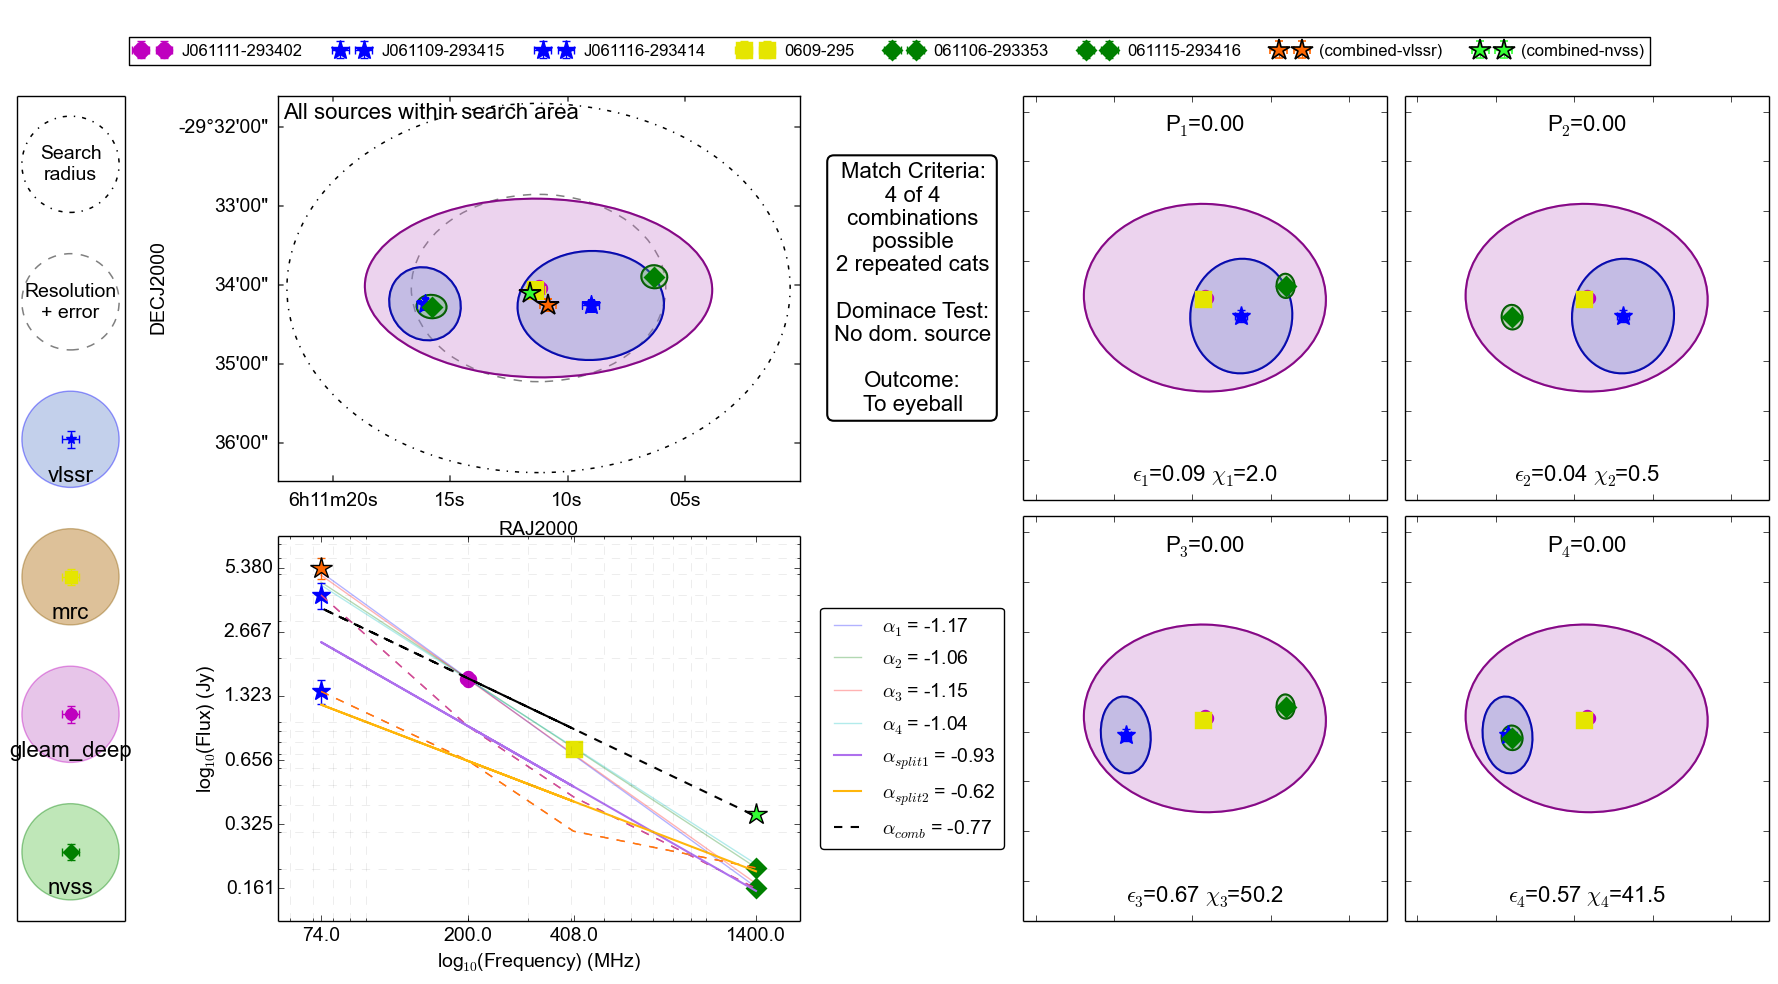 J061111-293402 J061109-293415 J061116-293414 0609-295 061106-293353 061115-293416 (combined-vlssr) (combined-nvss)
Search
radius
Resolution
+ error
vlssr
mrc
gleam_deep
nvss
All sources within search area
DECJ2000
-29°32'00"
33'00"
34'00"
35'00"
36'00"
6h11m20s 15s 10s 05s
RAJ2000
Match Criteria:
4 of 4
combinations
possible
2 repeated cats
Dominace Test:
No dom. source
Outcome:
To eyeball
P1=0.00
ϵ1=0.09 χ1=2.0
P2=0.00
ϵ2=0.04 χ2=0.5
log10(Flux) (Jy)
5.380
2.667
1.323
0.656
0.325
0.161
74.0 200.0 408.0 1400.0
log10(Frequency) (MHz)
α1 = -1.17
α2 = -1.06
α3 = -1.15
α4 = -1.04
αsplit1 = -0.93
αsplit2 = -0.62
αcomb = -0.77
P3=0.00
ϵ3=0.67 χ3=50.2
P4=0.00
ϵ4=0.57 χ4=41.5